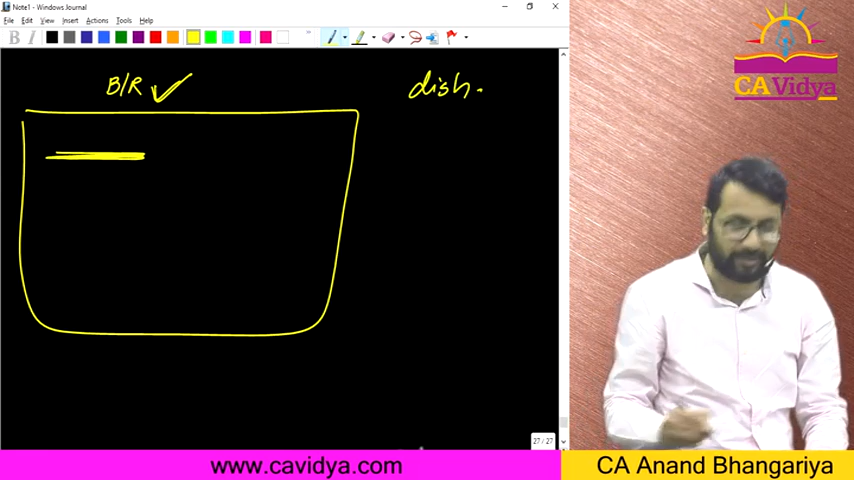 Note1 - Windows Journal
File Edit View Insert Actions Tools Help
B I
B/R dish.
27 / 27
CA Vidya
www.cavidya.com
CA Anand Bhangariya